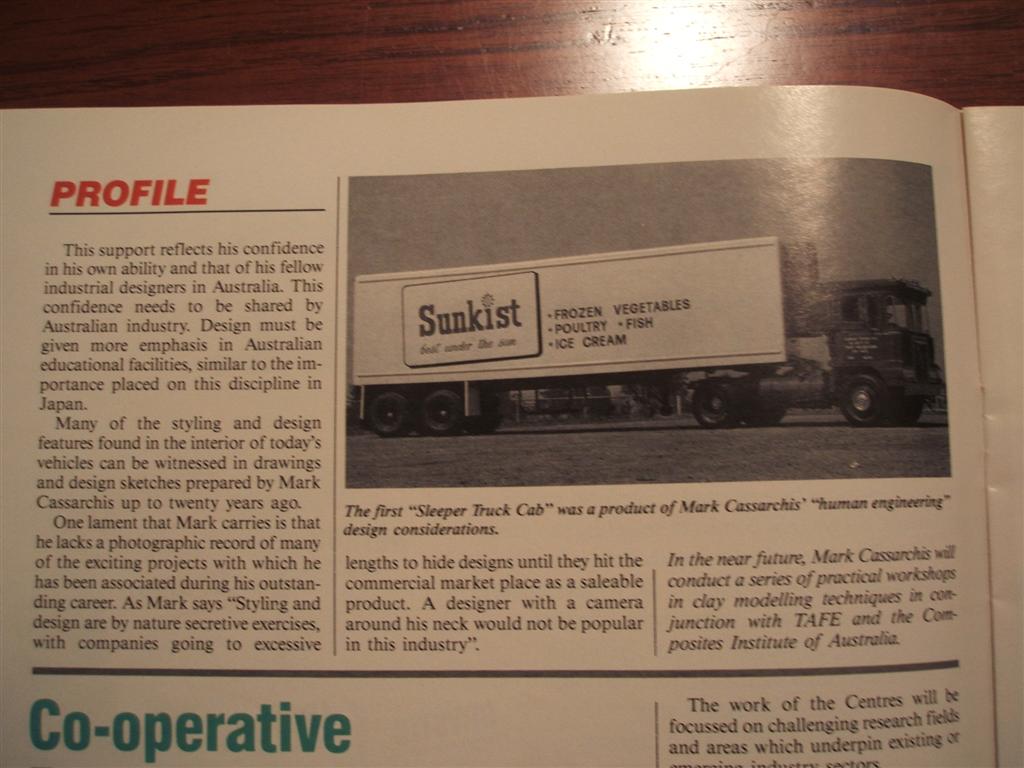 PROFILE
This support reflects his confidence
in his own ability and that of his fellow
industrial designers in Australia. This
confidence needs to be shared by
Australian industry. Design must be
given more emphasis in Australian
educational facilities, similar to the im-
portance placed on this discipline in
Japan.
Many of the styling and design
features found in the interior of today's
vehicles can be witnessed in drawings
and design sketches prepared by Mark
Cassarchis up to twenty years ago.
One lament that Mark carries is that
he lacks a photographic record of many
of the exciting projects with which he
has been associated during his outstan-
ding career. As Mark says “Styling and
design are by nature secretive exercises,
with companies going to excessive
Sunkist
best under the sun
•FROZEN VEGETABLES
•POULTRY •FISH
•ICE CREAM
The first “Sleeper Truck Cab” was a product of Mark Cassarchis' “human engineering”
design considerations.
lengths to hide designs until they hit the
commercial market place as a saleable
product. A designer with a camera
around his neck would not be popular
in this industry”.
In the near future, Mark Cassarchis will
conduct a series of practical workshops
in clay modelling techniques in con-
junction with TAFE and the Com-
posites Institute of Australia.
Co-operative
The work of the Centres will be
focussed on challenging research fields
and areas which underpin existing or
emerging industry sectors.